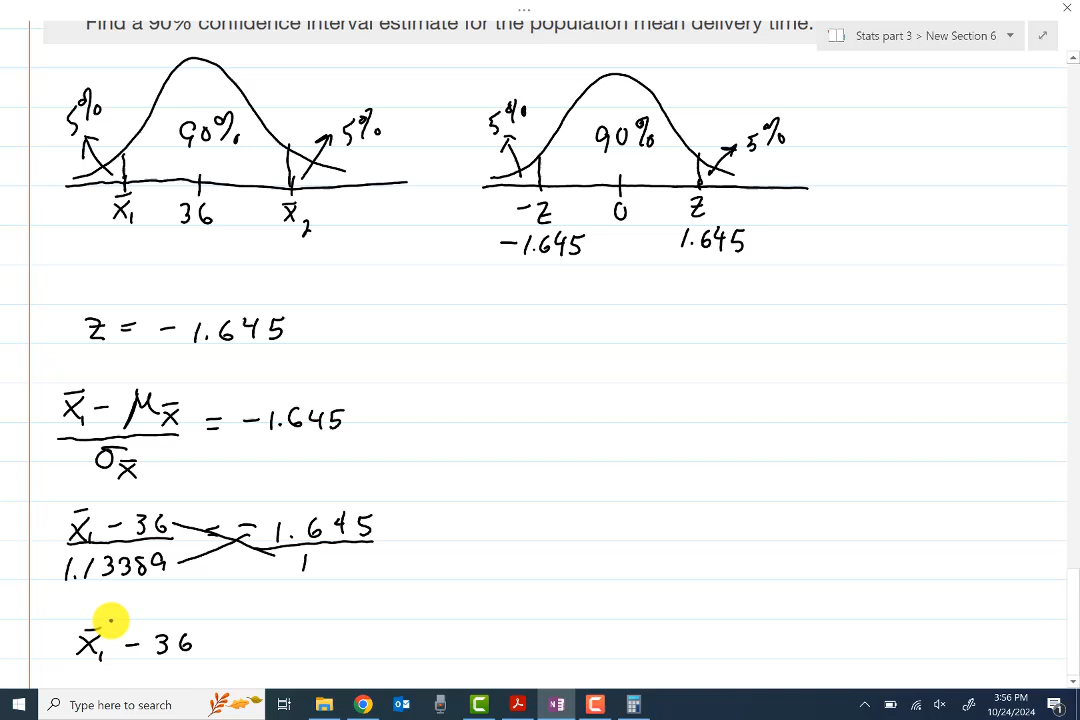 Find a 90% confidence interval estimate for the population mean delivery time.
Stats part 3 > New Section 6
5% 90% 5%
x̄₁ 36 x̄₂
5% 90% 5%
-z 0 z
-1.645 1.645
z = - 1.645
x̄₁ - μx̄ = -1.645
σx̄
x̄₁ - 36 = - 1.645
1.13389 1
x̄₁ - 36
Type here to search
3:56 PM
10/24/2024
1